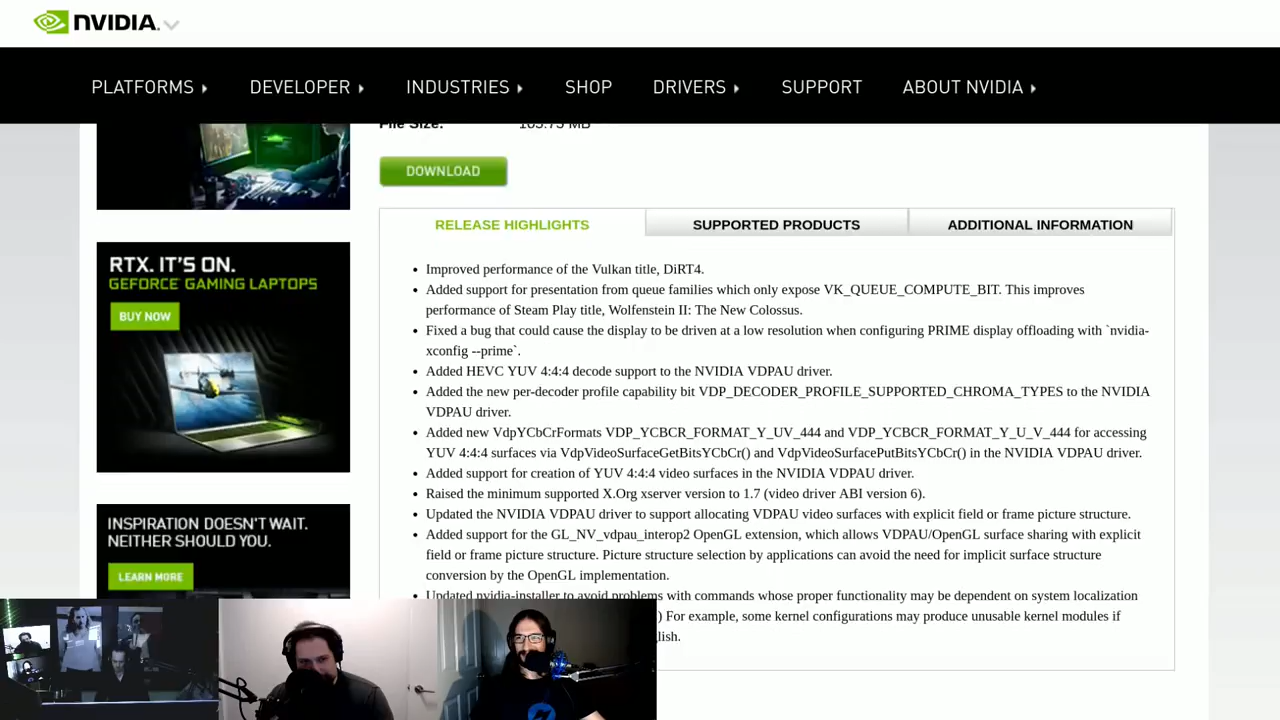 NVIDIA.
PLATFORMS DEVELOPER INDUSTRIES SHOP DRIVERS SUPPORT ABOUT NVIDIA
File Size: 105.75 MB
DOWNLOAD
RELEASE HIGHLIGHTS SUPPORTED PRODUCTS ADDITIONAL INFORMATION
RTX. IT'S ON.
GEFORCE GAMING LAPTOPS
BUY NOW
INSPIRATION DOESN'T WAIT.
NEITHER SHOULD YOU.
LEARN MORE
• Improved performance of the Vulkan title, DiRT4.
• Added support for presentation from queue families which only expose VK_QUEUE_COMPUTE_BIT. This improves
performance of Steam Play title, Wolfenstein II: The New Colossus.
• Fixed a bug that could cause the display to be driven at a low resolution when configuring PRIME display offloading with `nvidia-
xconfig --prime`.
• Added HEVC YUV 4:4:4 decode support to the NVIDIA VDPAU driver.
• Added the new per-decoder profile capability bit VDP_DECODER_PROFILE_SUPPORTED_CHROMA_TYPES to the NVIDIA
VDPAU driver.
• Added new VdpYCbCrFormats VDP_YCBCR_FORMAT_Y_UV_444 and VDP_YCBCR_FORMAT_Y_U_V_444 for accessing
YUV 4:4:4 surfaces via VdpVideoSurfaceGetBitsYCbCr() and VdpVideoSurfacePutBitsYCbCr() in the NVIDIA VDPAU driver.
• Added support for creation of YUV 4:4:4 video surfaces in the NVIDIA VDPAU driver.
• Raised the minimum supported X.Org xserver version to 1.7 (video driver ABI version 6).
• Updated the NVIDIA VDPAU driver to support allocating VDPAU video surfaces with explicit field or frame picture structure.
• Added support for the GL_NV_vdpau_interop2 OpenGL extension, which allows VDPAU/OpenGL surface sharing with explicit
field or frame picture structure. Picture structure selection by applications can avoid the need for implicit surface structure
conversion by the OpenGL implementation.
Updated nvidia-installer to avoid problems with commands whose proper functionality may be dependent on system localization
) For example, some kernel configurations may produce unusable kernel modules if
lish.